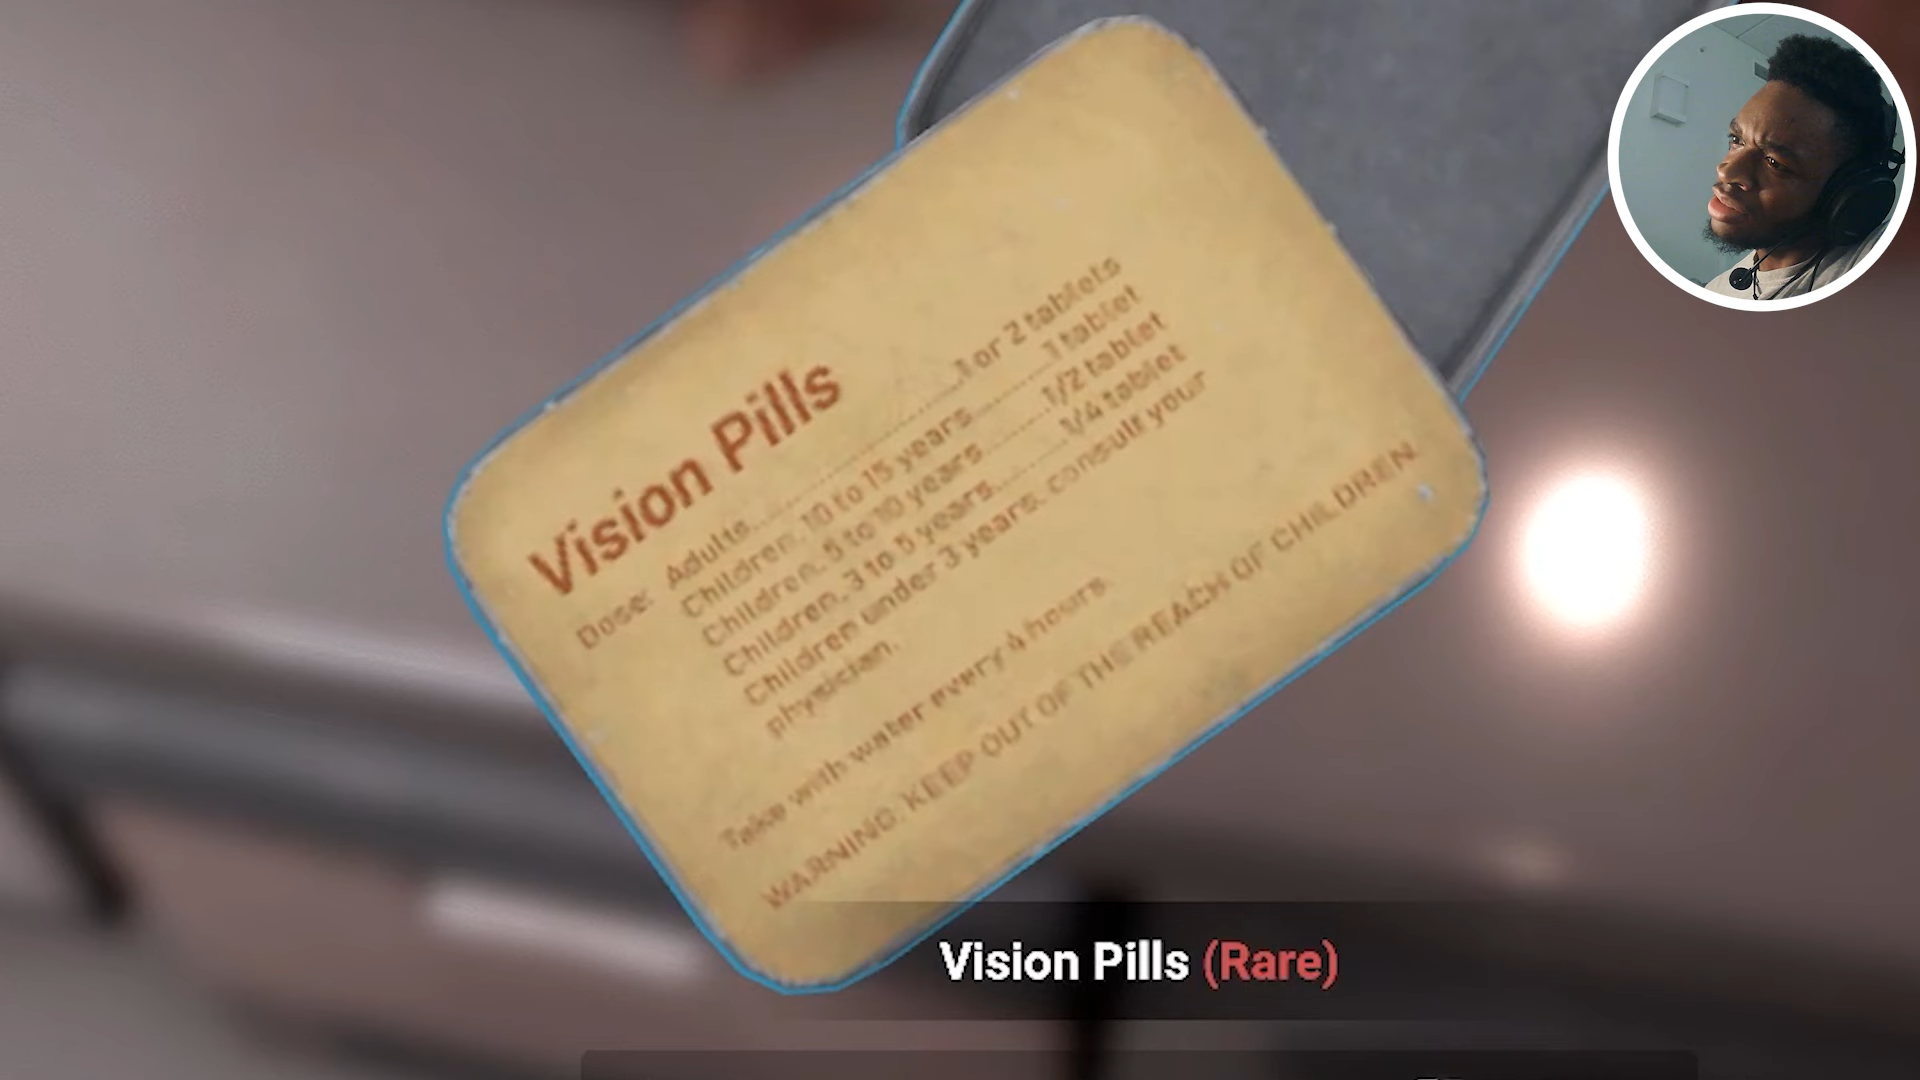 Vision Pills
Dose: Adults..............................1 or 2 tablets
Children, 10 to 15 years..........1 tablet
Children, 5 to 10 years.........1/2 tablet
Children, 3 to 5 years..........1/4 tablet
Children under 3 years, consult your
physician.
Take with water every 4 hours.
WARNING: KEEP OUT OF THE REACH OF CHILDREN.
Vision Pills (Rare)